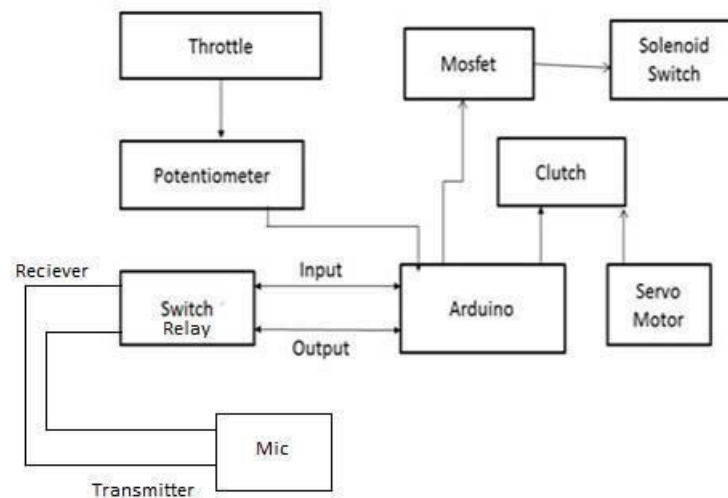 Throttle
Mosfet
Solenoid
Switch
Potentiometer
Clutch
Reciever
Input
Switch
Relay
Arduino
Servo
Motor
Output
Mic
Transmitter